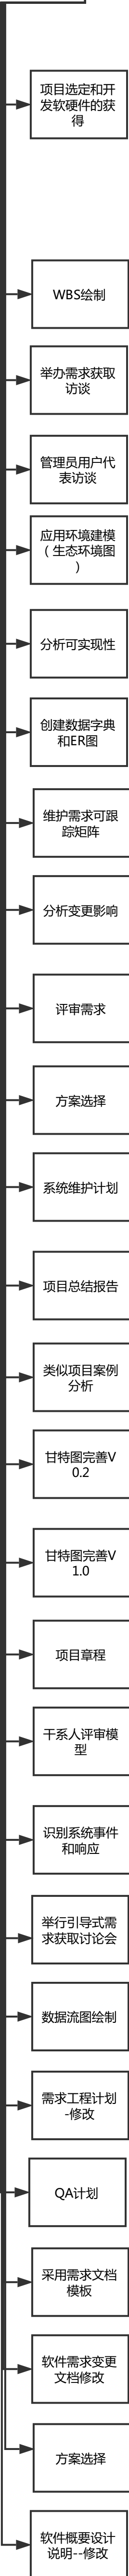 项目选定和开
发软硬件的获
得
WBS绘制
举办需求获取
访谈
管理员用户代
表访谈
应用环境建模
（生态环境图
）
分析可实现性
创建数据字典
和ER图
维护需求可跟
踪矩阵
分析变更影响
评审需求
方案选择
系统维护计划
项目总结报告
类似项目案例
分析
甘特图完善V
0.2
甘特图完善V
1.0
项目章程
干系人评审模
型
识别系统事件
和响应
举行引导式需
求获取讨论会
数据流图绘制
需求工程计划
-修改
QA计划
采用需求文档
模板
软件需求变更
文档修改
方案选择
软件概要设计
说明--修改